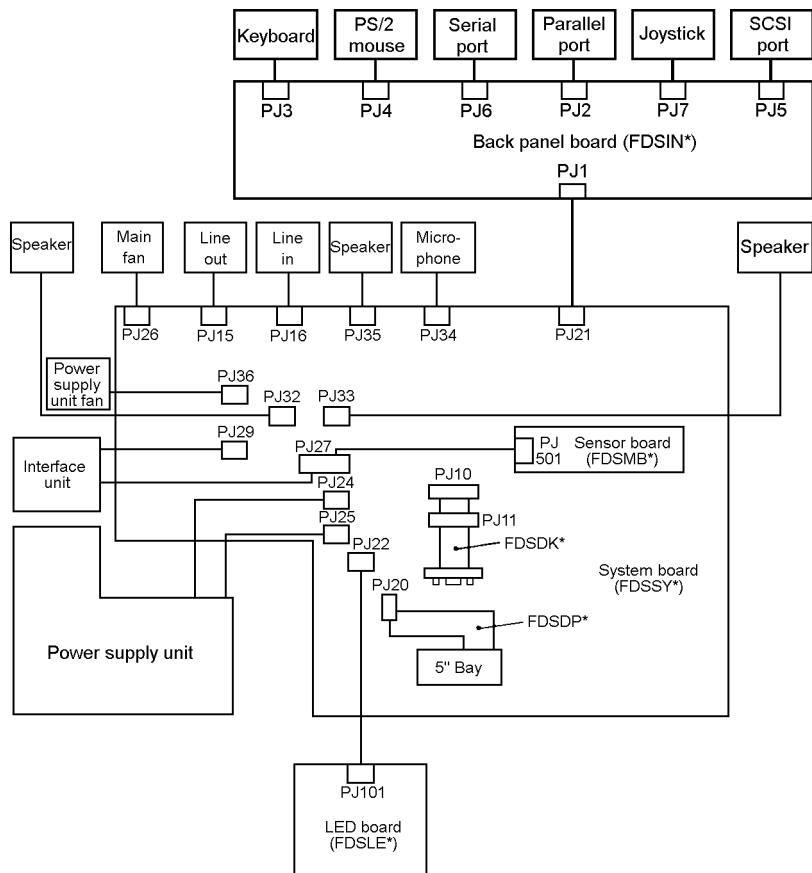 Keyboard
PS/2
mouse
Serial
port
Parallel
port
Joystick
SCSI
port
PJ3
PJ4
PJ6
PJ2
PJ7
PJ5
Back panel board (FDSIN*)
PJ1
Speaker
Main
fan
Line
out
Line
in
Speaker
Micro-
phone
Speaker
PJ26
PJ15
PJ16
PJ35
PJ34
PJ21
Power
supply
unit fan
PJ36
PJ32
PJ33
PJ29
PJ27
PJ
501
Sensor board
(FDSMB*)
Interface
unit
PJ24
PJ10
PJ25
PJ11
PJ22
FDSDK*
System board
(FDSSY*)
PJ20
FDSDP*
Power supply unit
5" Bay
PJ101
LED board
(FDSLE*)